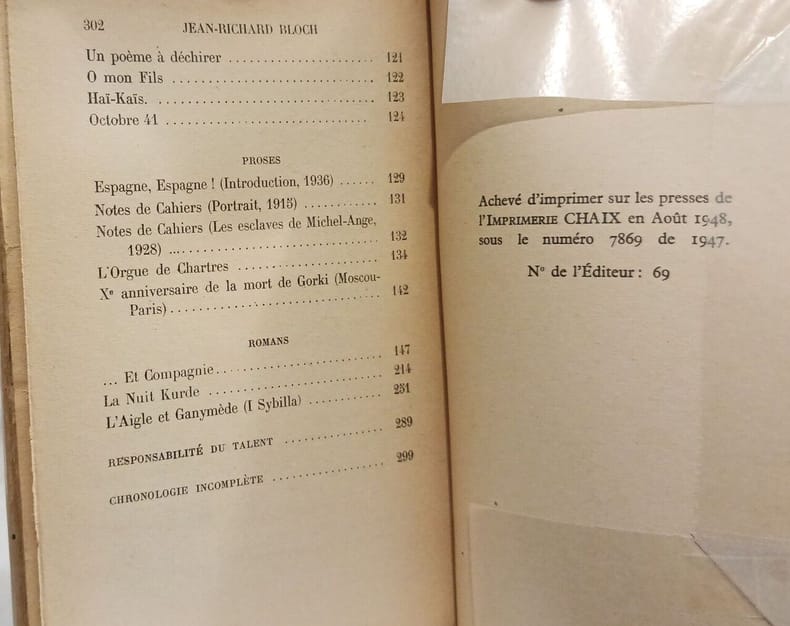 302 JEAN-RICHARD BLOCH
Un poème à déchirer ...................... 121
O mon Fils ............................... 122
Haï-Kaïs. ................................ 123
Octobre 41 ............................... 124
PROSES
Espagne, Espagne ! (Introduction, 1936) ...... 129
Notes de Cahiers (Portrait, 1915) ........... 131
Notes de Cahiers (Les esclaves de Michel-Ange,
1928) .............................. 132
L'Orgue de Chartres ..................... 134
Xe anniversaire de la mort de Gorki (Moscou-
Paris) ................................ 142
ROMANS
... Et Compagnie ......................... 147
La Nuit Kurde .......................... 214
L'Aigle et Ganymède (I Sybilla) ........... 251
RESPONSABILITÉ DU TALENT .............. 289
CHRONOLOGIE INCOMPLÈTE ................ 299
Achevé d'imprimer sur les presses de
l'IMPRIMERIE CHAIX en Août 1948,
sous le numéro 7869 de 1947.
No de l'Éditeur : 69